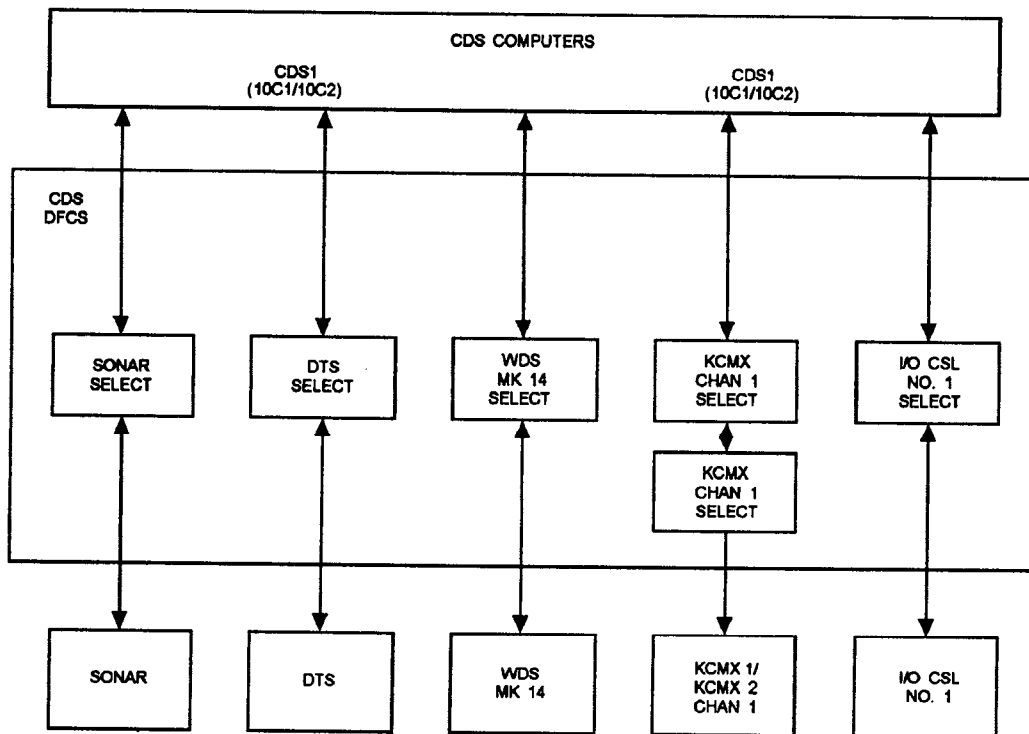 CDS COMPUTERS
CDS1
(10C1/10C2)
CDS1
(10C1/10C2)
CDS
DFCS
SONAR
SELECT
DTS
SELECT
WDS
MK 14
SELECT
KCMX
CHAN 1
SELECT
I/O CSL
NO. 1
SELECT
KCMX
CHAN 1
SELECT
SONAR
DTS
WDS
MK 14
KCMX 1/
KCMX 2
CHAN 1
I/O CSL
NO. 1